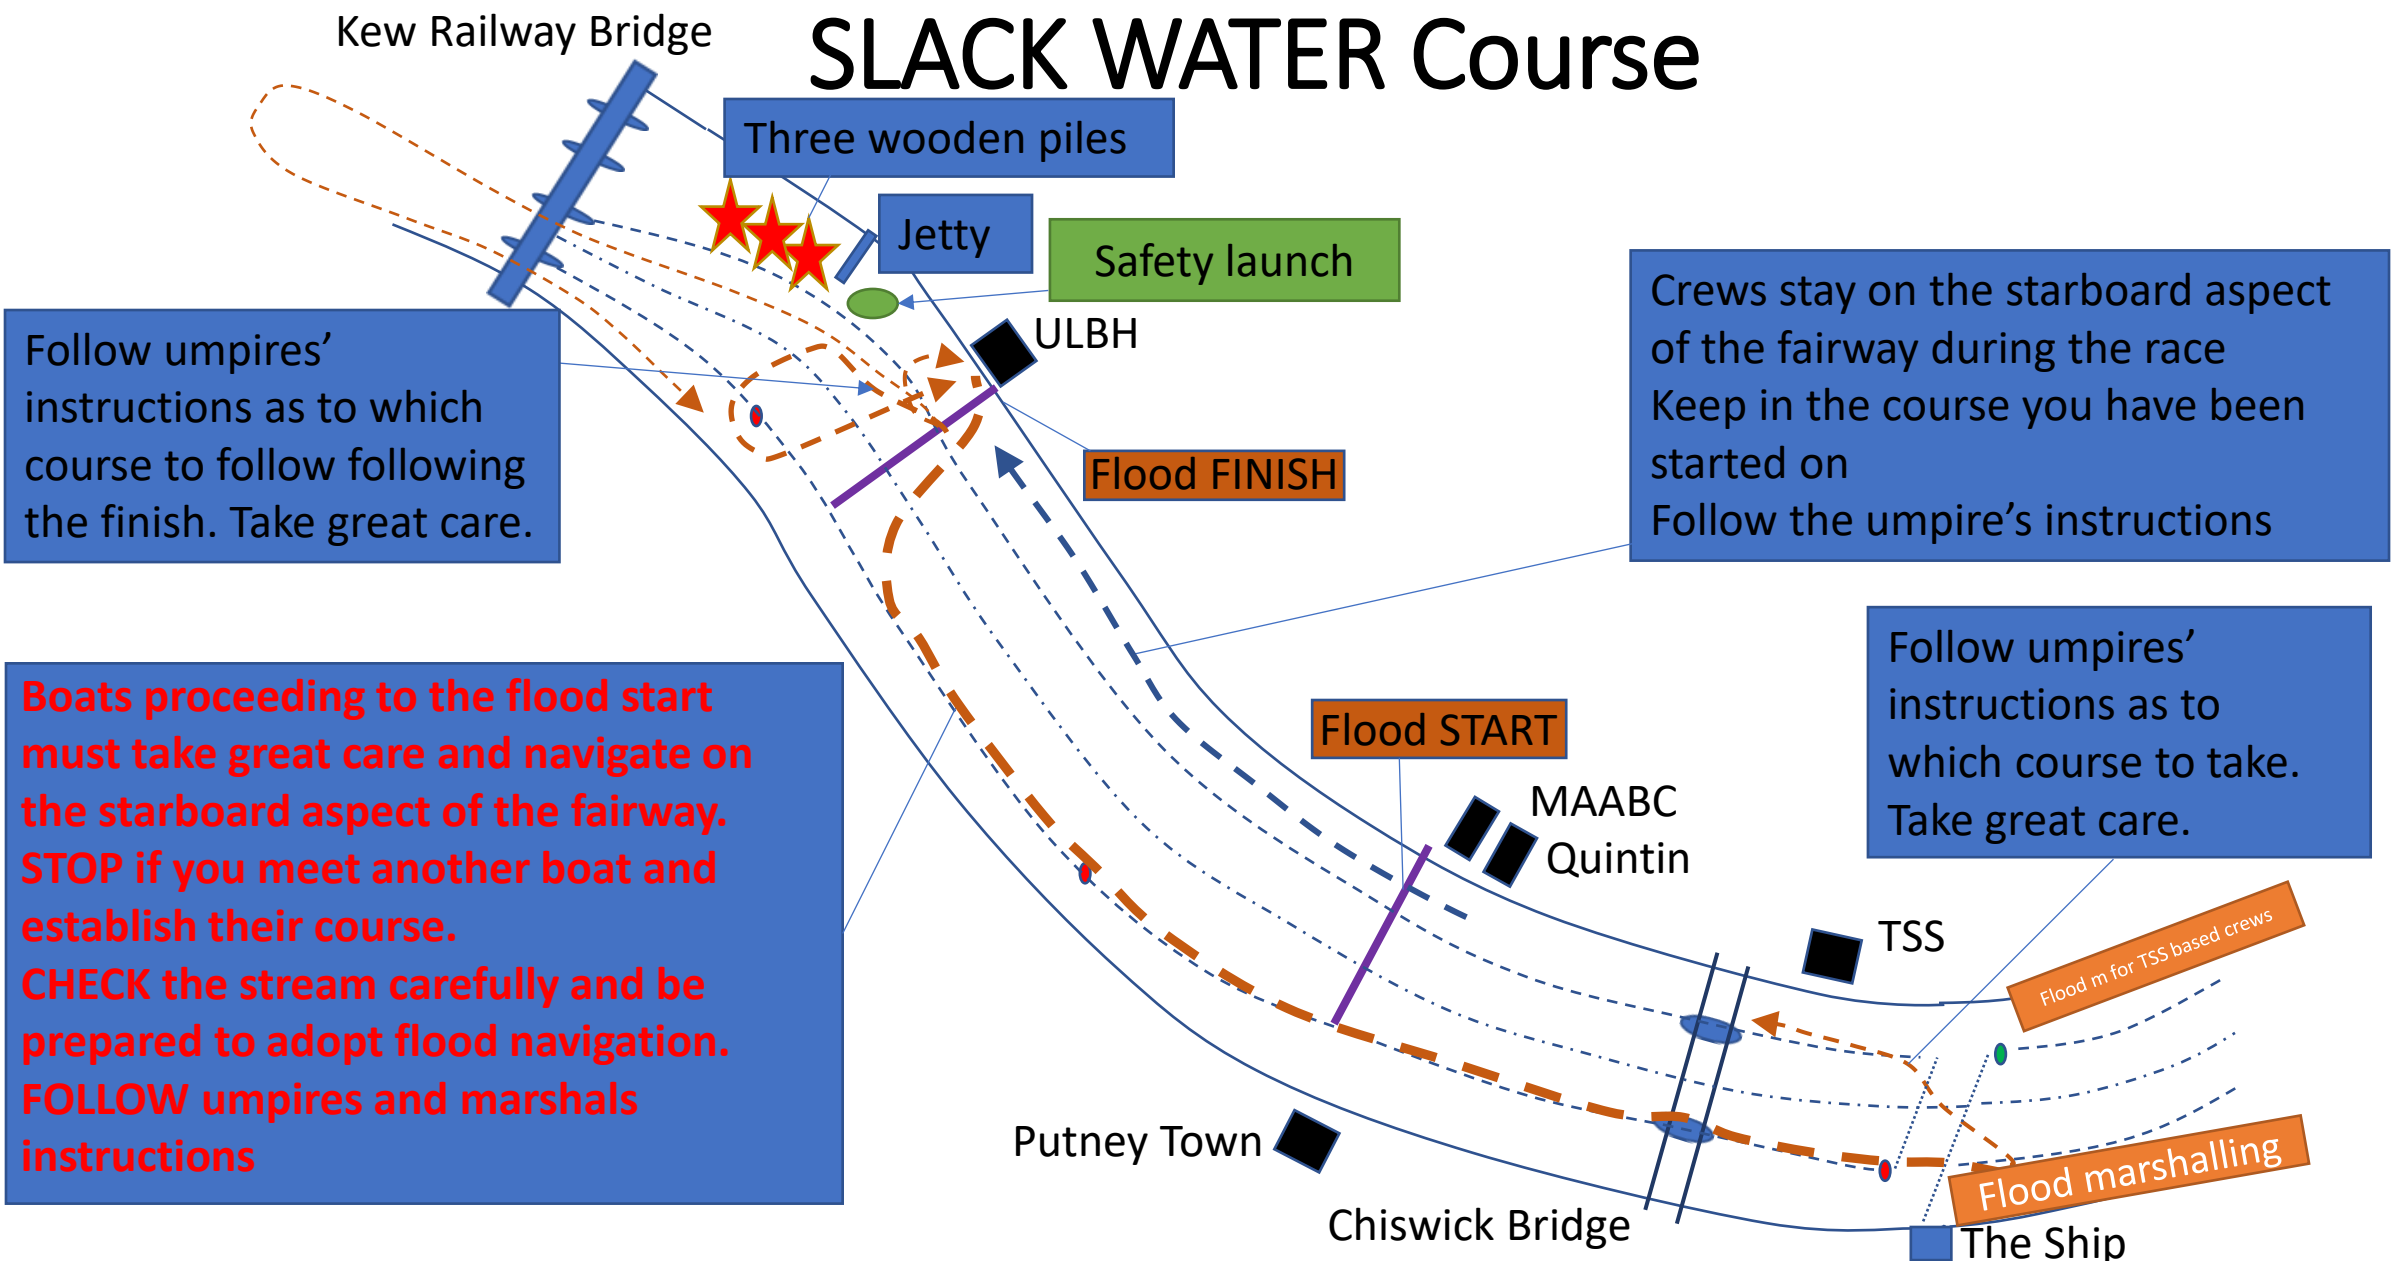 SLACK WATER Course
Kew Railway Bridge
Three wooden piles
Jetty
Safety launch
ULBH
Follow umpires’
instructions as to which
course to follow following
the finish. Take great care.
Flood FINISH
Crews stay on the starboard aspect
of the fairway during the race
Keep in the course you have been
started on
Follow the umpire’s instructions
Boats proceeding to the flood start
must take great care and navigate on
the starboard aspect of the fairway.
STOP if you meet another boat and
establish their course.
CHECK the stream carefully and be
prepared to adopt flood navigation.
FOLLOW umpires and marshals
instructions
Flood START
MAABC
Quintin
Follow umpires’
instructions as to
which course to take.
Take great care.
TSS
Flood m for TSS based crews
Putney Town
Chiswick Bridge
Flood marshalling
The Ship